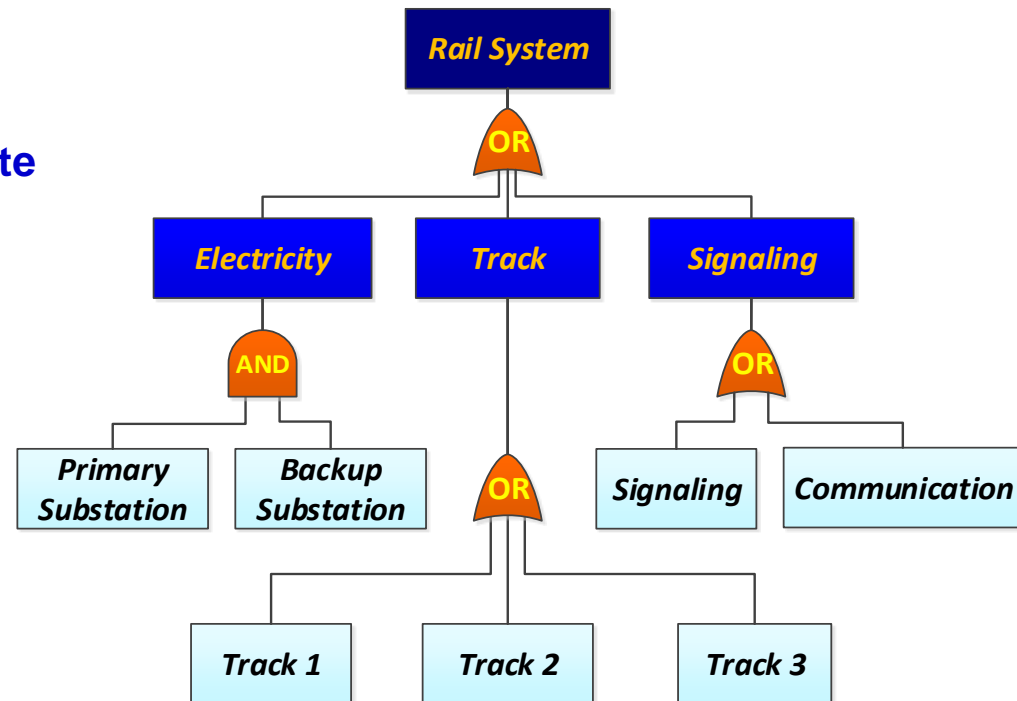 Rail System
OR
te
Electricity
Track
Signaling
AND
OR
Primary
Substation
Backup
Substation
OR
Signaling
Communication
Track 1
Track 2
Track 3